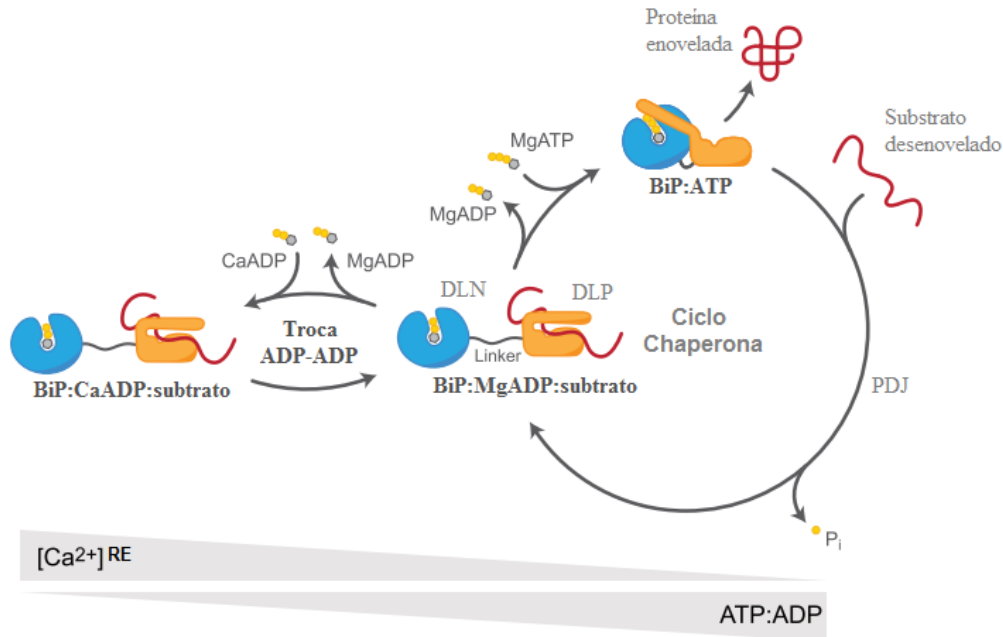 Proteína
enovelada
Substrato
desenovelado
MgATP
BiP:ATP
MgADP
CaADP
MgADP
DLN
DLP
Ciclo
Chaperona
Troca
ADP-ADP
Linker
BiP:CaADP:subtrato
BiP:MgADP:subtrato
PDJ
Pi
[Ca2+] RE
ATP:ADP